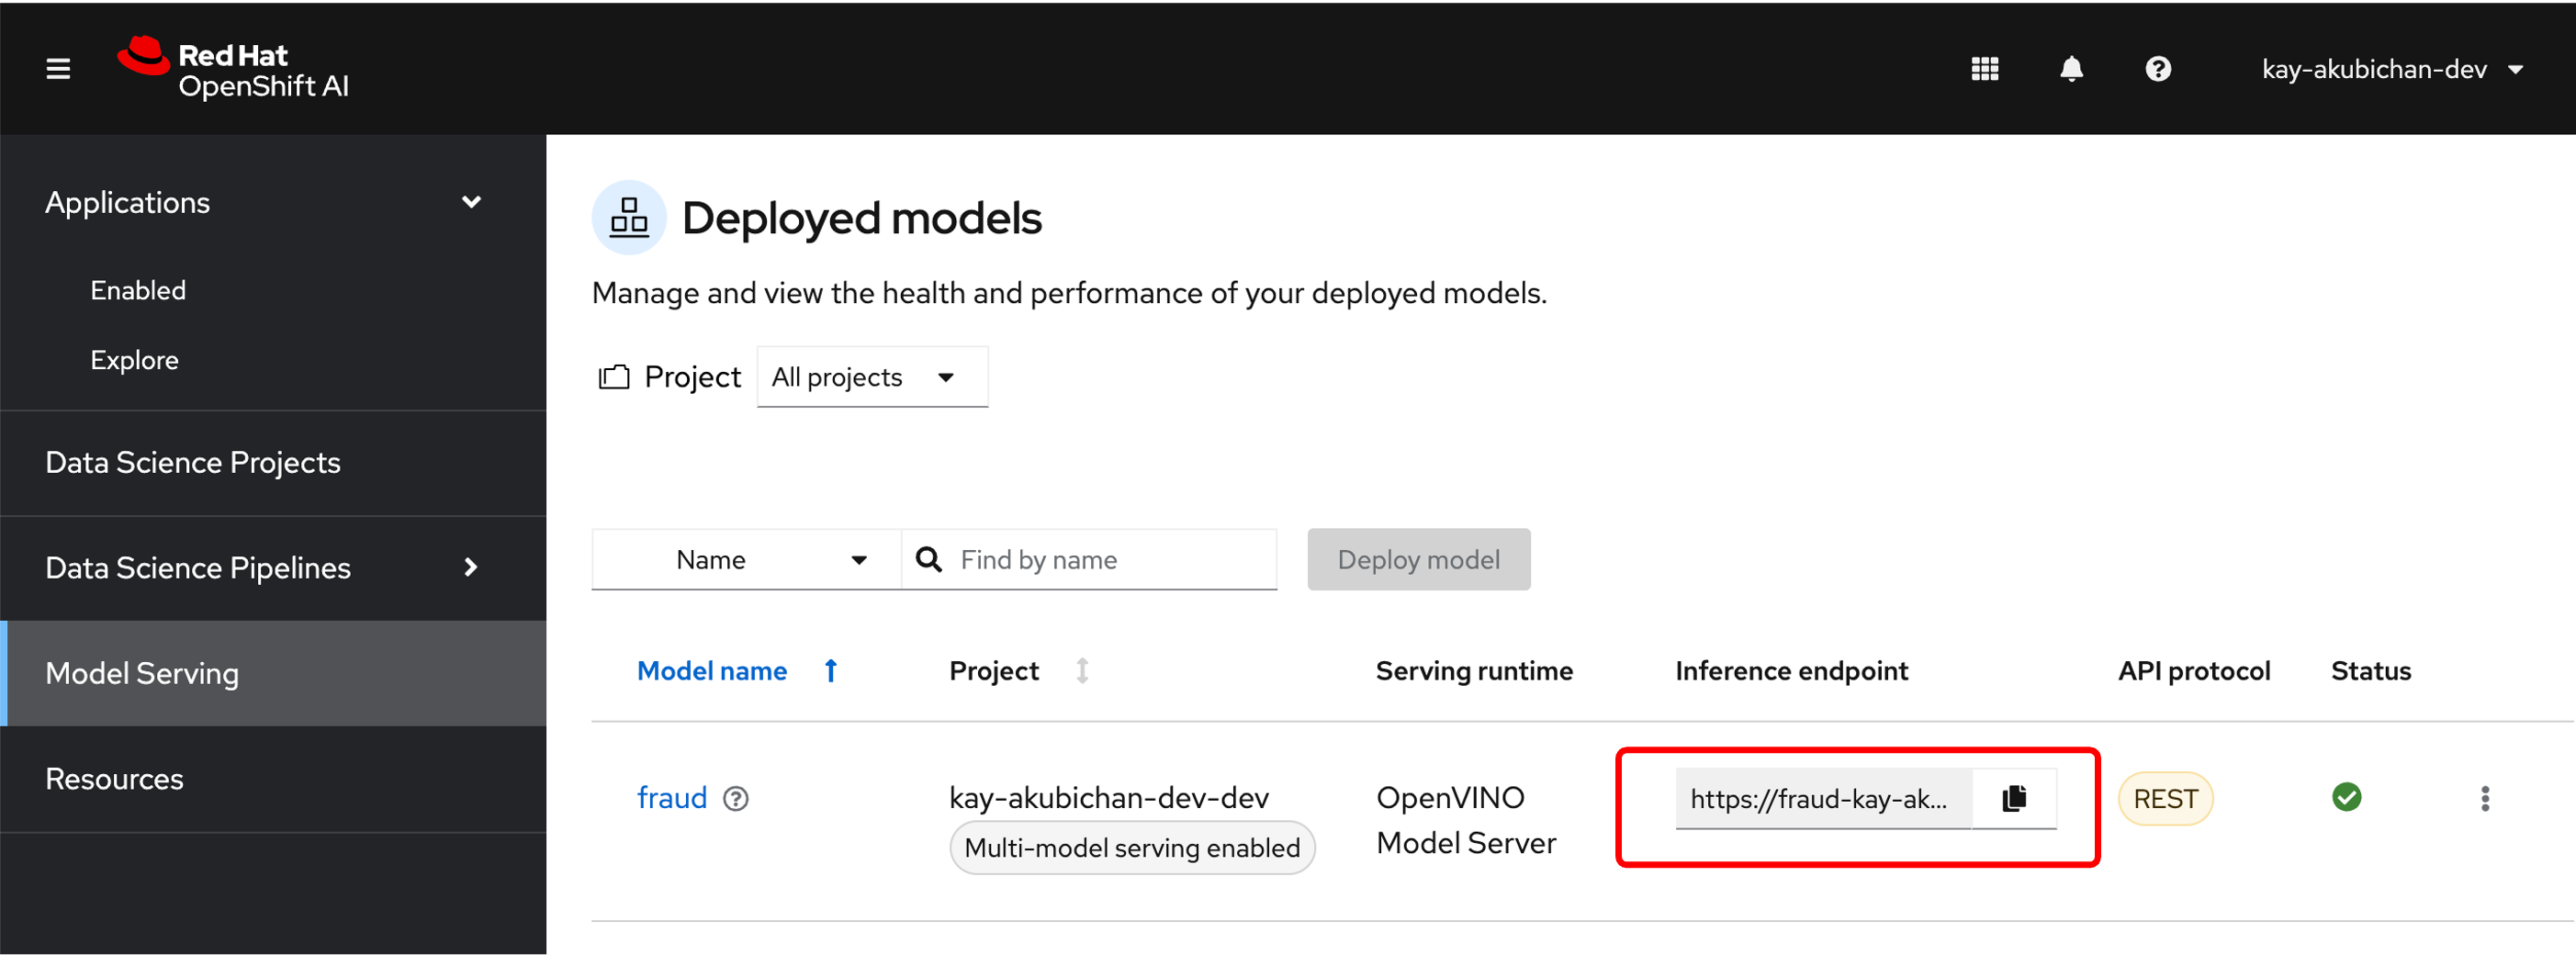 Red Hat
OpenShift AI
kay-akubichan-dev
Applications
Enabled
Explore
Data Science Projects
Data Science Pipelines
Model Serving
Resources
Deployed models
Manage and view the health and performance of your deployed models.
Project All projects
Name Find by name Deploy model
Model name Project Serving runtime Inference endpoint API protocol Status
fraud kay-akubichan-dev-dev OpenVINO https://fraud-kay-ak... REST
Multi-model serving enabled Model Server